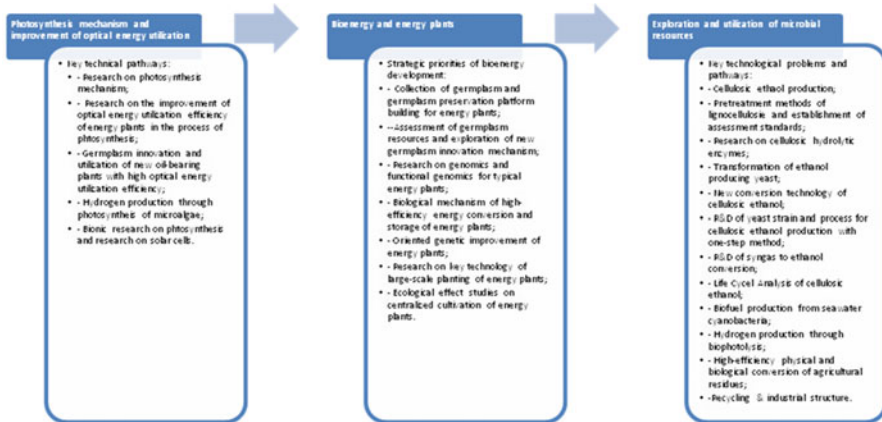 Photosynthesis mechanism and
improvement of optical energy utilization
• Key technical pathways:
• - Research on photosynthesis
mechanism;
• - Research on the improvement of
optical energy utilization efficiency
of energy plants in the process of
phtosynthesis;
• - Germplasm innovation and
utilization of new oil-bearing
plants with high optical energy
utilization efficiency;
• - Hydrogen production through
photosyntheis of microalgae;
• - Bionic research on phtosynthesis
and research on solar cells.
Bioenergy and energy plants
• Strategic priorities of bioenergy
development:
• - Collection of germplasm and
germplasm preservation platform
building for energy plants;
• --Assessment of germplasm
resources and exploration of new
germplasm innovation mechanism;
• - Research on genomics and
functional genomics for typical
energy plants;
• - Biological mechanism of high-
efficiency energy conversion and
storage of energy plants;
• - Oriented genetic improvement of
energy plants;
• - Research on key technology of
large-scale planting of energy plants;
• - Ecological effect studies on
centralized cultivation of energy
plants.
Exploration and utilization of microbial
resources
• Key technological problems and
pathways:
• - Cellulosic ethaol production;
• - Pretreatment methods of
lignocellulosie and establishment of
assessment standards;
• - Research on cellulosic hydrolytic
enzymes;
• - Transformation of ethanol
producing yeast;
• - New conversion technology of
cellulosic ethanol;
• - R&D of yeast strain and process for
cellulosic ethanol production with
one-step method;
• - R&D of syngas to ethanol
conversion;
• - Life Cycel Analysis of cellulosic
ethanol;
• - Biofuel production from seawater
cyanobacteria;
• - Hydrogen production through
biophotolysis;
• - High-efficiency physical and
biological conversion of agricultural
residues;
• -Recycling & industrial structure.